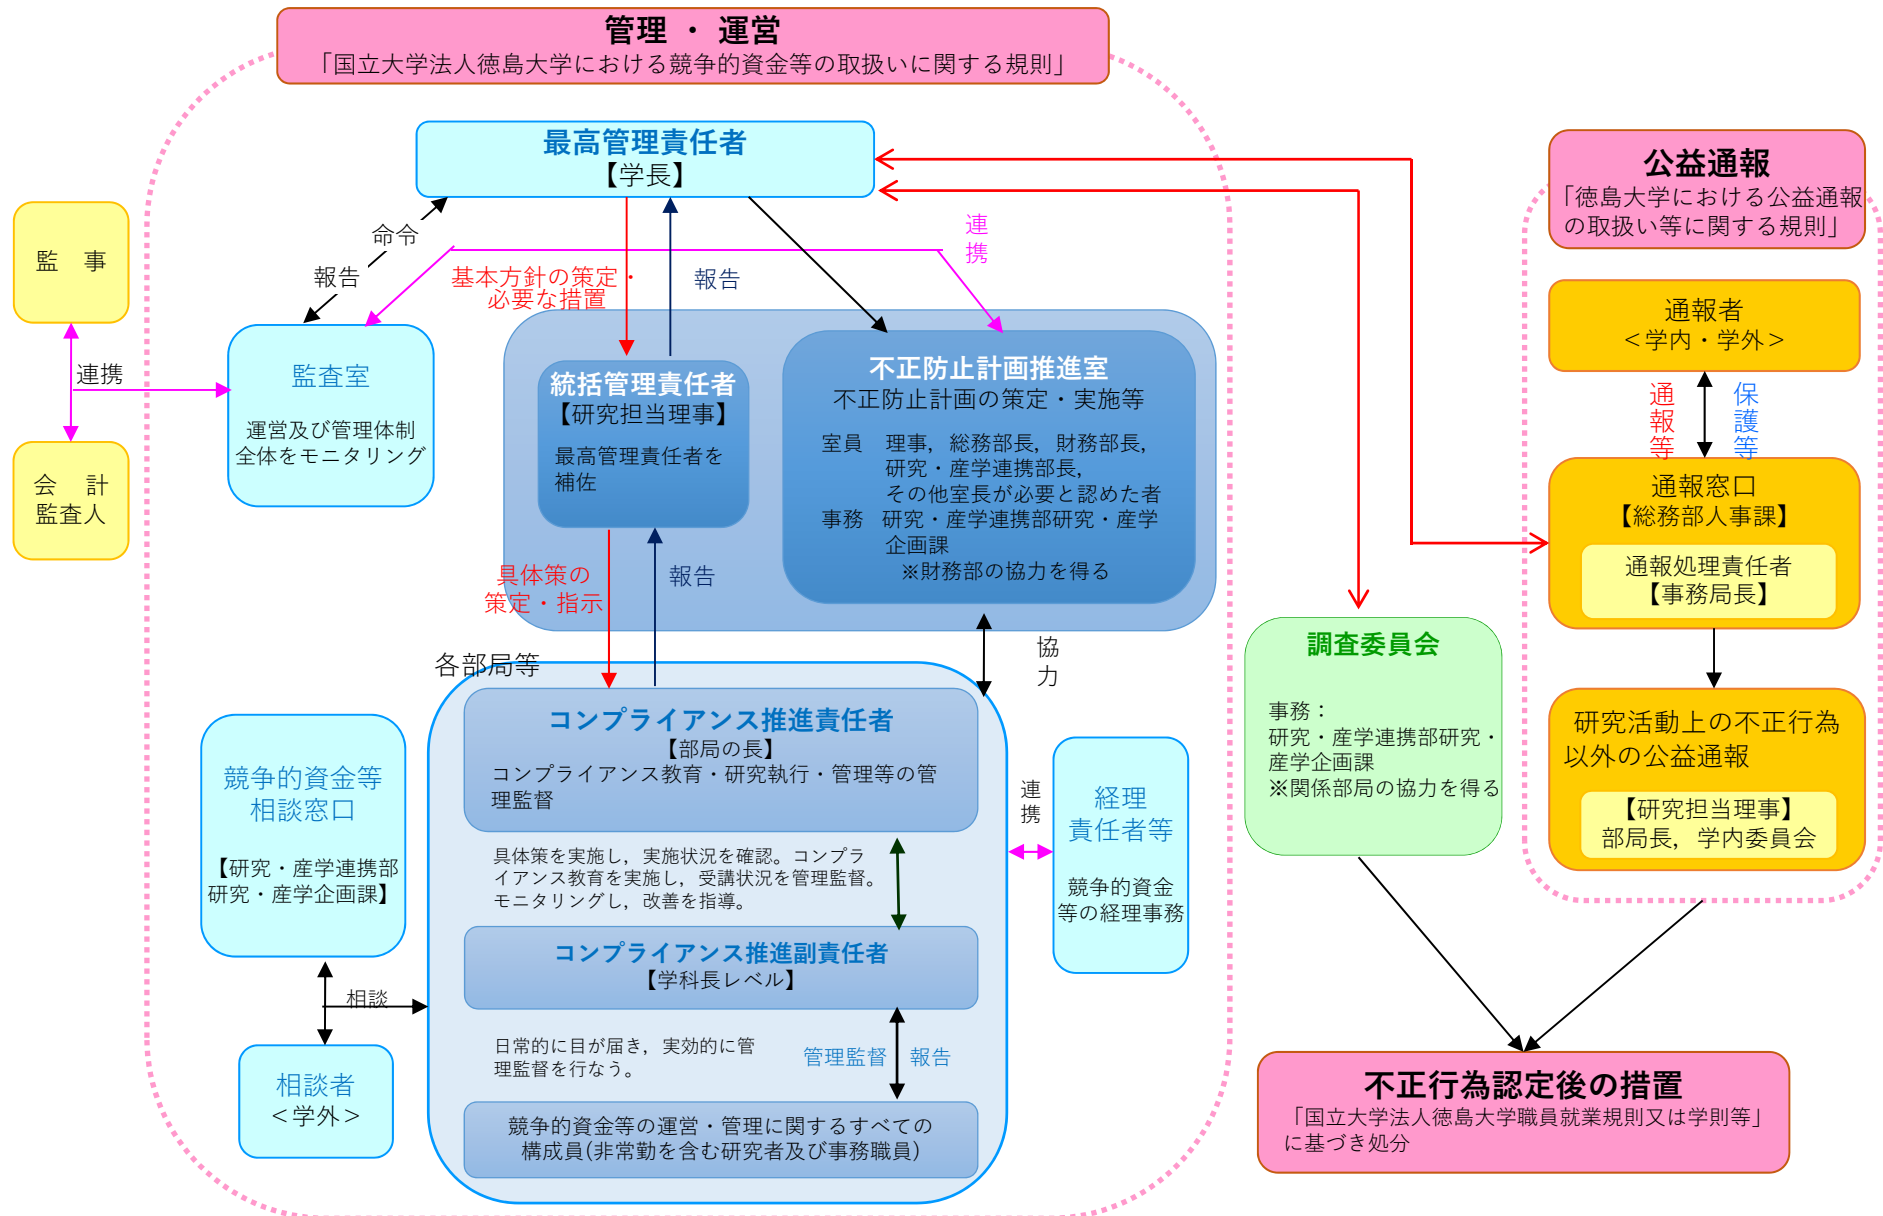 管理 ・ 運営
「国立大学法人徳島大学における競争的資金等の取扱いに関する規則」
最高管理責任者
【学長】
命令
報告
連
携
基本方針の策定・
必要な措置
報告
監　事
連携
会　計
監査人
監査室
運営及び管理体制
全体をモニタリング
統括管理責任者
【研究担当理事】
最高管理責任者を
補佐
不正防止計画推進室
不正防止計画の策定・実施等
室員　理事，総務部長，財務部長，
研究・産学連携部長，
その他室長が必要と認めた者
事務　研究・産学連携部研究・産学
企画課
※財務部の協力を得る
具体策の
策定・指示
報告
協
力
各部局等
コンプライアンス推進責任者
【部局の長】
コンプライアンス教育・研究執行・管理等の管
理監督
具体策を実施し，実施状況を確認。コンプラ
イアンス教育を実施し，受講状況を管理監督。
モニタリングし，改善を指導。
コンプライアンス推進副責任者
【学科長レベル】
日常的に目が届き，実効的に管
理監督を行なう。
管理監督
報告
競争的資金等の運営・管理に関するすべての
構成員(非常勤を含む研究者及び事務職員)
競争的資金等
相談窓口
【研究・産学連携部
研究・産学企画課】
相談
相談者
＜学外＞
連
携
経理
責任者等
競争的資金
等の経理事務
調査委員会
事務：
研究・産学連携部研究・
産学企画課
※関係部局の協力を得る
公益通報
「徳島大学における公益通報
の取扱い等に関する規則」
通報者
＜学内・学外＞
通
報
等
保
護
等
通報窓口
【総務部人事課】
通報処理責任者
【事務局長】
研究活動上の不正行為
以外の公益通報
【研究担当理事】
部局長，学内委員会
不正行為認定後の措置
「国立大学法人徳島大学職員就業規則又は学則等」
に基づき処分